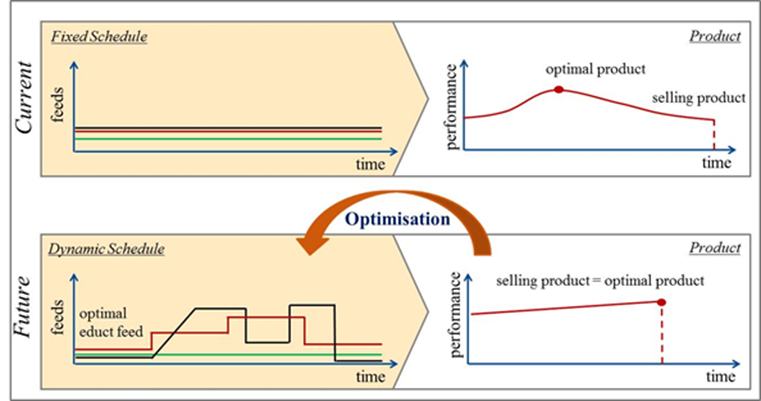 Current
Fixed Schedule
feeds
time
Product
performance
optimal product
selling product
time
Optimisation
Future
Dynamic Schedule
feeds
optimal
educt feed
time
Product
performance
selling product = optimal product
time